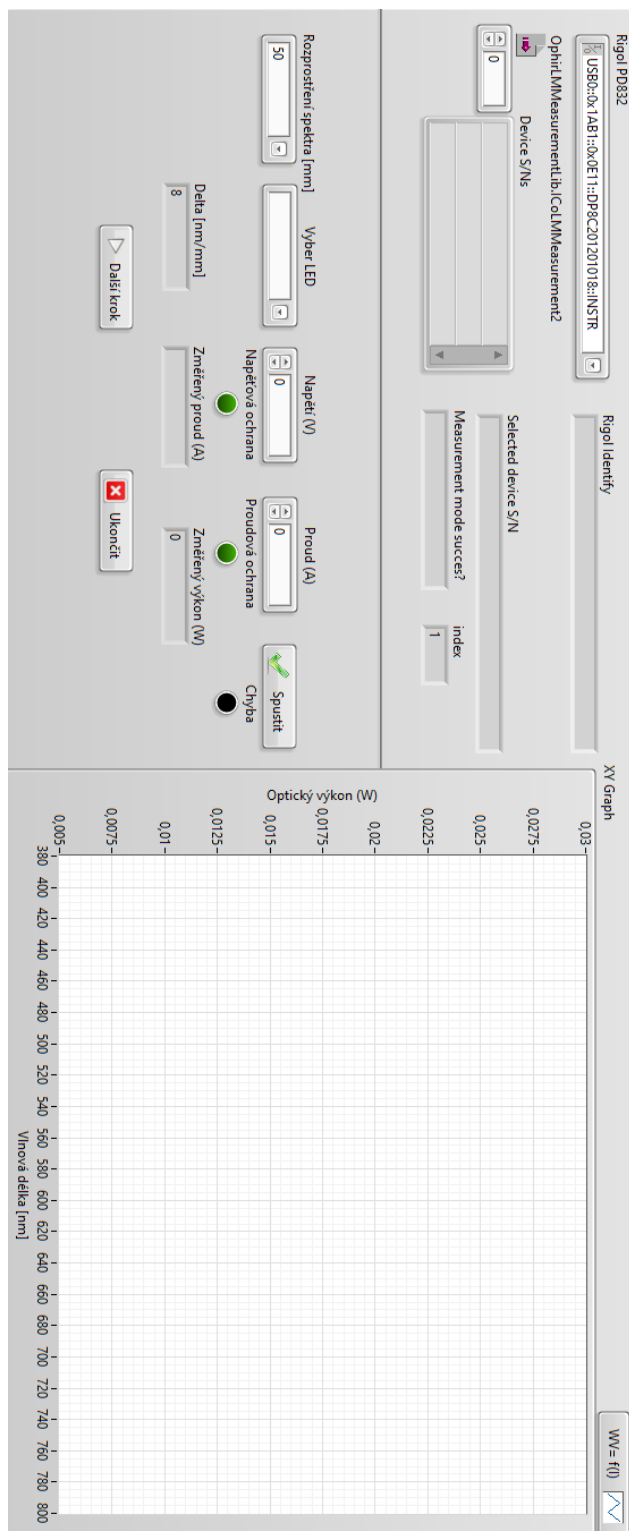 Rigol PD832
USB0::0x1AB1::0x0E11::DP8C201201018::INSTR
Rigol Identify
OphirLMMeasurementLib.ICoLMMeasurement2
Device S/Ns
0
Selected device S/N
Measurement mode succes?
index
1
Rozprostření spektra [mm]
50
Vyber LED
Napětí (V)
0
Proud (A)
0
Spustit
Napěťová ochrana
Proudová ochrana
Chyba
Delta [nm/mm]
8
Změřený proud (A)
Změřený výkon (W)
0
Další krok
Ukončit
XY Graph
WV= f(I)
Optický výkon (W)
0,03
0,0275
0,025
0,0225
0,02
0,0175
0,015
0,0125
0,01
0,0075
0,005
380 400 420 440 460 480 500 520 540 560 580 600 620 640 660 680 700 720 740 760 780 800
Vlnová délka [nm]